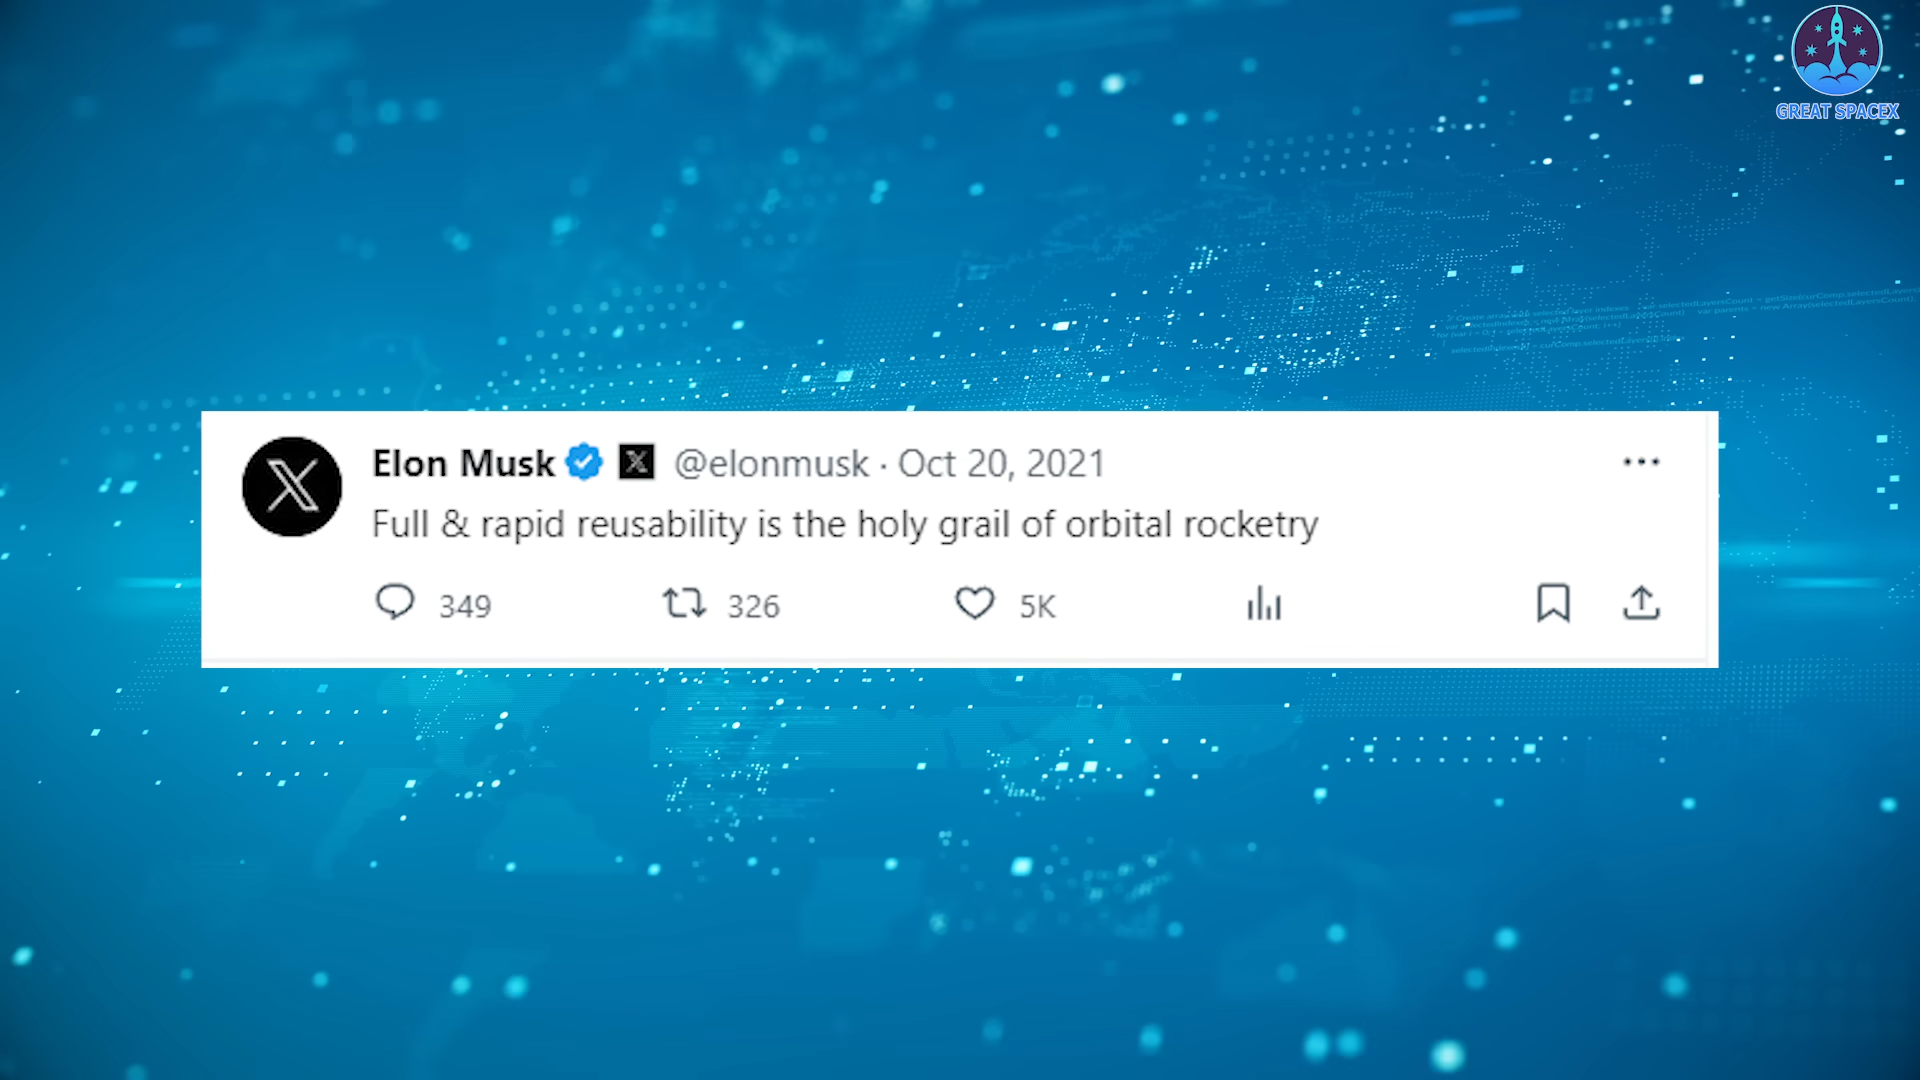 GREAT SPACEX
Elon Musk @elonmusk · Oct 20, 2021
Full & rapid reusability is the holy grail of orbital rocketry
349 326 5K